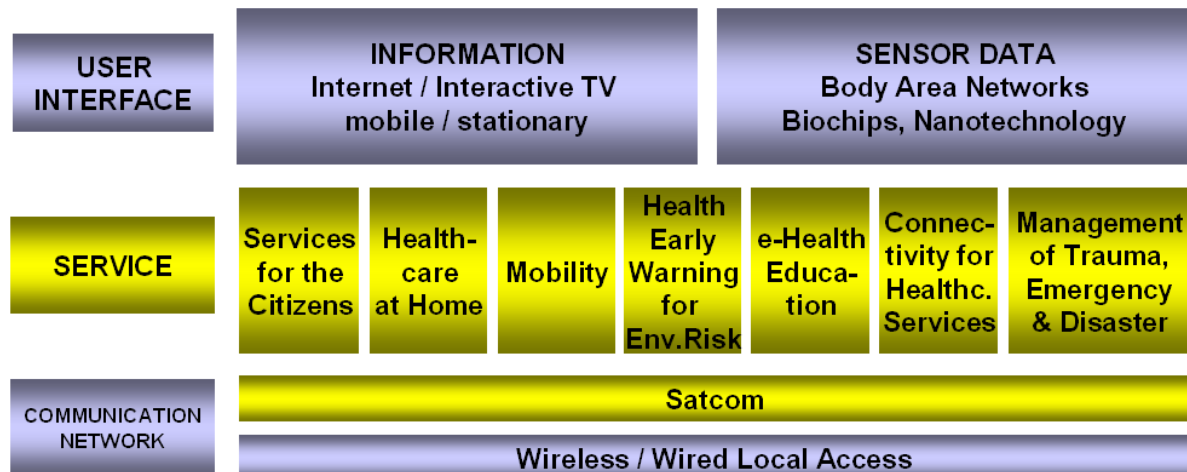 USER
INTERFACE
INFORMATION
Internet / Interactive TV
mobile / stationary
SENSOR DATA
Body Area Networks
Biochips, Nanotechnology
SERVICE
Services
for the
Citizens
Health-
care
at Home
Mobility
Health
Early
Warning
for
Env.Risk
e-Health
Educa-
tion
Connec-
tivity for
Healthc.
Services
Management
of Trauma,
Emergency
& Disaster
COMMUNICATION
NETWORK
Satcom
Wireless / Wired Local Access